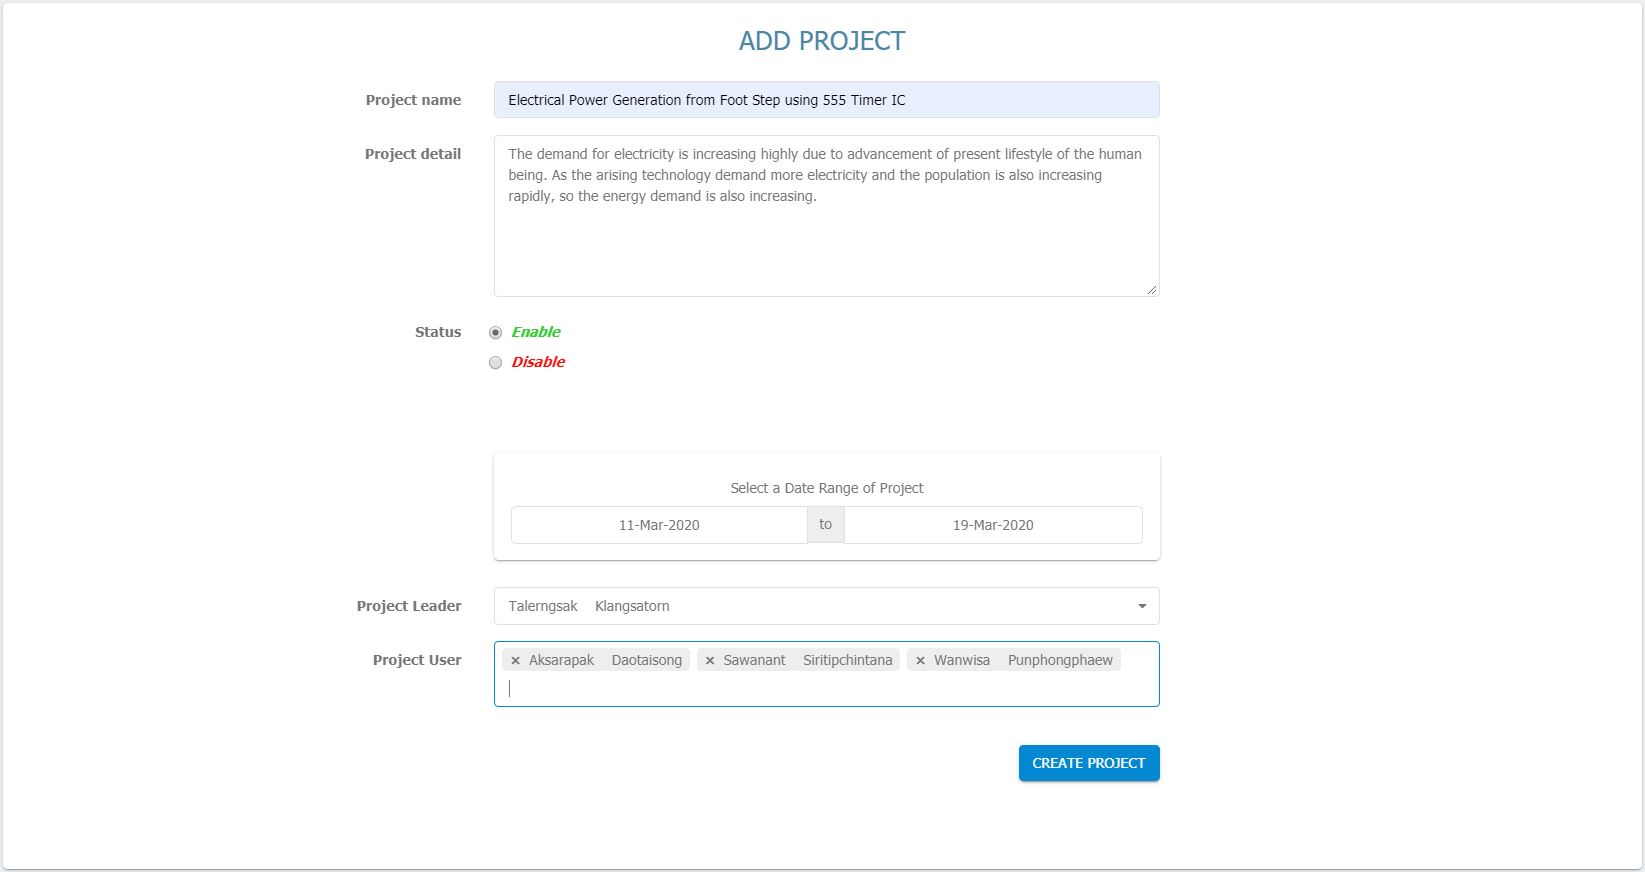 ADD PROJECT
Project name
Electrical Power Generation from Foot Step using 555 Timer IC
Project detail
The demand for electricity is increasing highly due to advancement of present lifestyle of the human
being. As the arising technology demand more electricity and the population is also increasing
rapidly, so the energy demand is also increasing.
Status
Enable
Disable
Select a Date Range of Project
11-Mar-2020 to 19-Mar-2020
Project Leader
Talerngsak Klangsatorn
Project User
× Aksarapak Daotaisong × Sawanant Siritipchintana × Wanwisa Punphongphaew
CREATE PROJECT